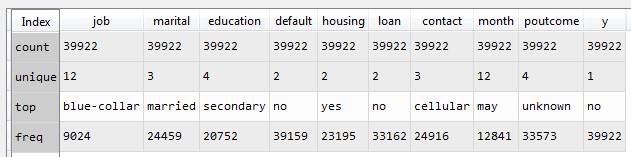 Index job marital education default housing loan contact month poutcome y
count 39922 39922 39922 39922 39922 39922 39922 39922 39922 39922
unique 12 3 4 2 2 2 3 12 4 1
top blue-collar married secondary no yes no cellular may unknown no
freq 9024 24459 20752 39159 23195 33162 24916 12841 33573 39922